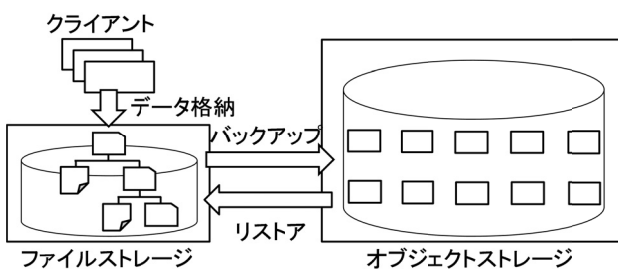 クライアント
データ格納
バックアップ
リストア
ファイルストレージ
オブジェクトストレージ